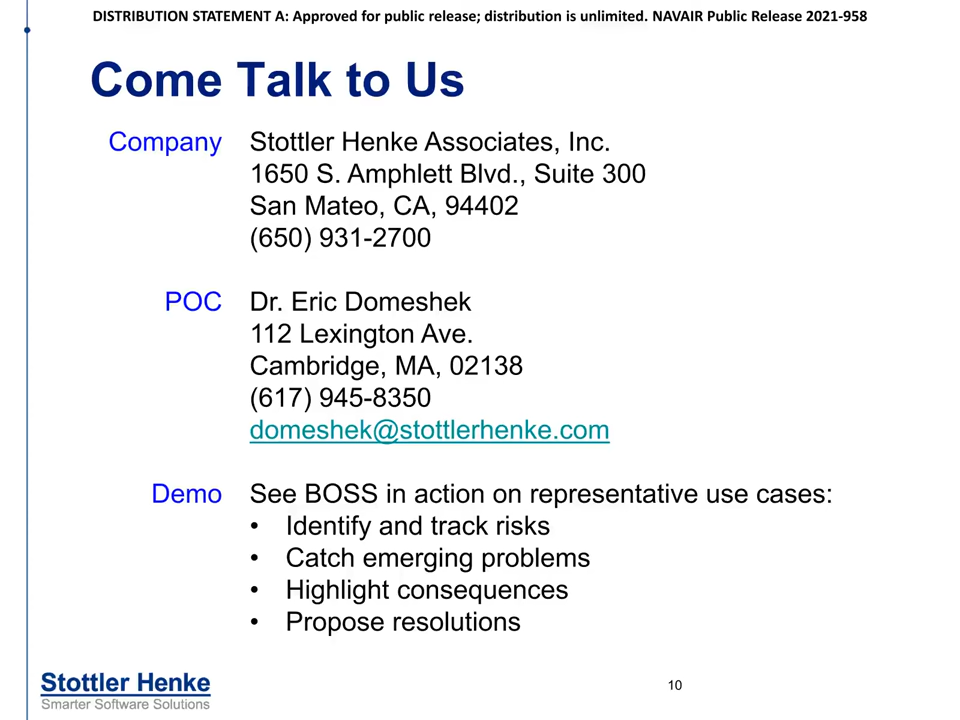 DISTRIBUTION STATEMENT A: Approved for public release; distribution is unlimited. NAVAIR Public Release 2021-958
Come Talk to Us
Company Stottler Henke Associates, Inc.
1650 S. Amphlett Blvd., Suite 300
San Mateo, CA, 94402
(650) 931-2700
POC Dr. Eric Domeshek
112 Lexington Ave.
Cambridge, MA, 02138
(617) 945-8350
domeshek@stottlerhenke.com
Demo See BOSS in action on representative use cases:
• Identify and track risks
• Catch emerging problems
• Highlight consequences
• Propose resolutions
Stottler Henke
Smarter Software Solutions
10